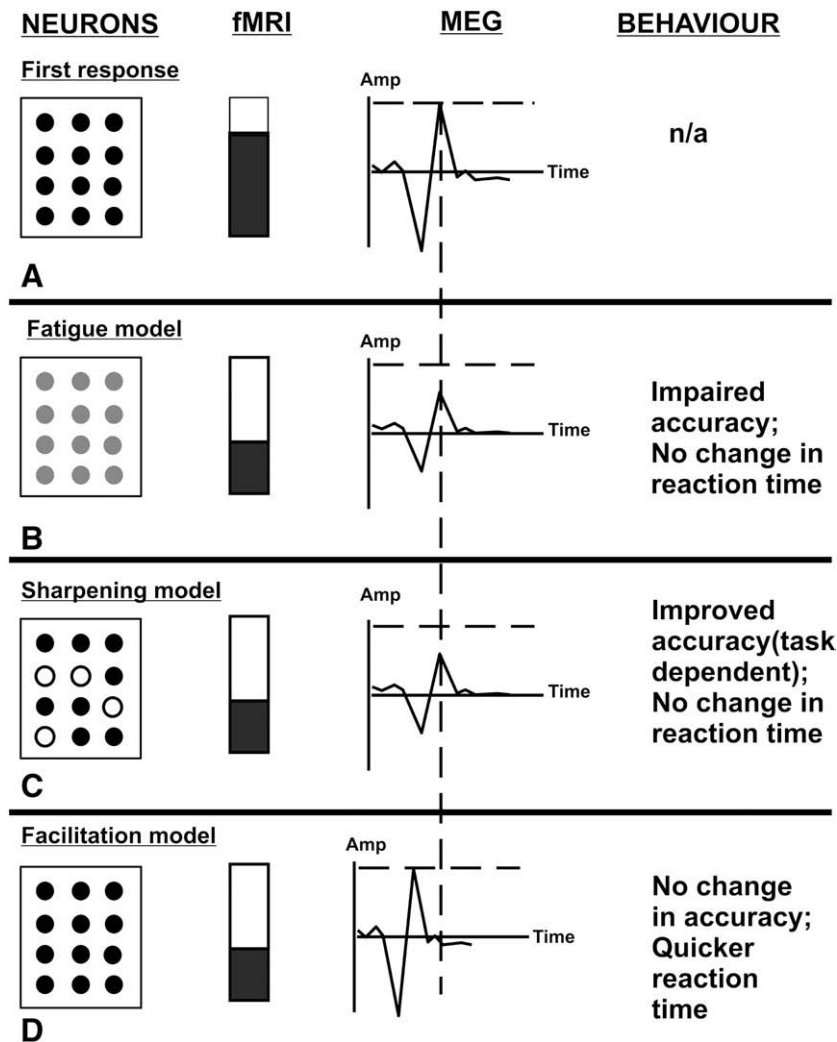 NEURONS fMRI MEG BEHAVIOUR
First response
Amp
Time
n/a
A
Fatigue model
Amp
Time
Impaired
accuracy;
No change in
reaction time
B
Sharpening model
Amp
Time
Improved
accuracy(task
dependent);
No change in
reaction time
C
Facilitation model
Amp
Time
No change
in accuracy;
Quicker
reaction
time
D